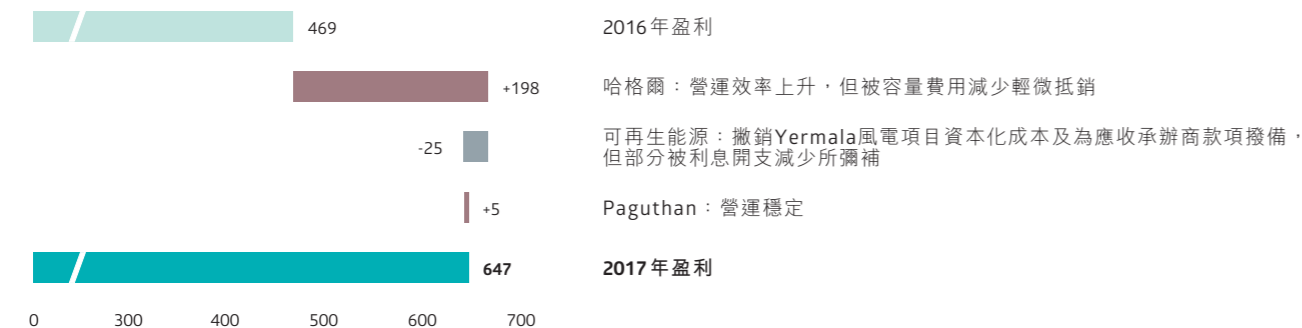 469 2016年盈利
+198 哈格爾：營運效率上升，但被容量費用減少輕微抵銷
-25 可再生能源：撇銷Yermala風電項目資本化成本及為應收承辦商款項撥備，
但部分被利息開支減少所彌補
+5 Paguthan：營運穩定
647 2017年盈利
0 300 400 500 600 700